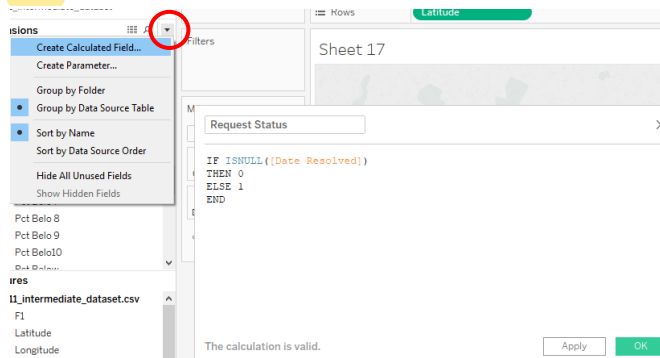 Rows
Latitude
Filters
Sheet 17
Create Calculated Field...
Create Parameter...
Group by Folder
Group by Data Source Table
Sort by Name
Sort by Data Source Order
Hide All Unused Fields
Show Hidden Fields
Request Status
IF ISNULL([Date Resolved])
THEN 0
ELSE 1
END
Pct Belo 8
Pct Belo 9
Pct Belo10
ures
11_intermediate_dataset.csv
F1
Latitude
Longitude
The calculation is valid.
Apply
OK